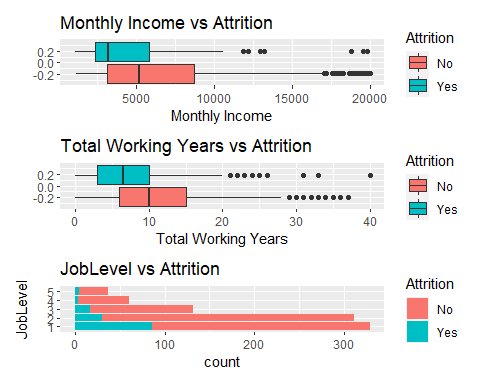 Monthly Income vs Attrition
0.2
0.0
-0.2
5000 10000 15000 20000
Monthly Income
Attrition
No
Yes
Total Working Years vs Attrition
0.2
0.0
-0.2
0 10 20 30 40
Total Working Years
Attrition
No
Yes
JobLevel vs Attrition
JobLevel
5
4
3
2
1
0 100 200 300
count
Attrition
No
Yes